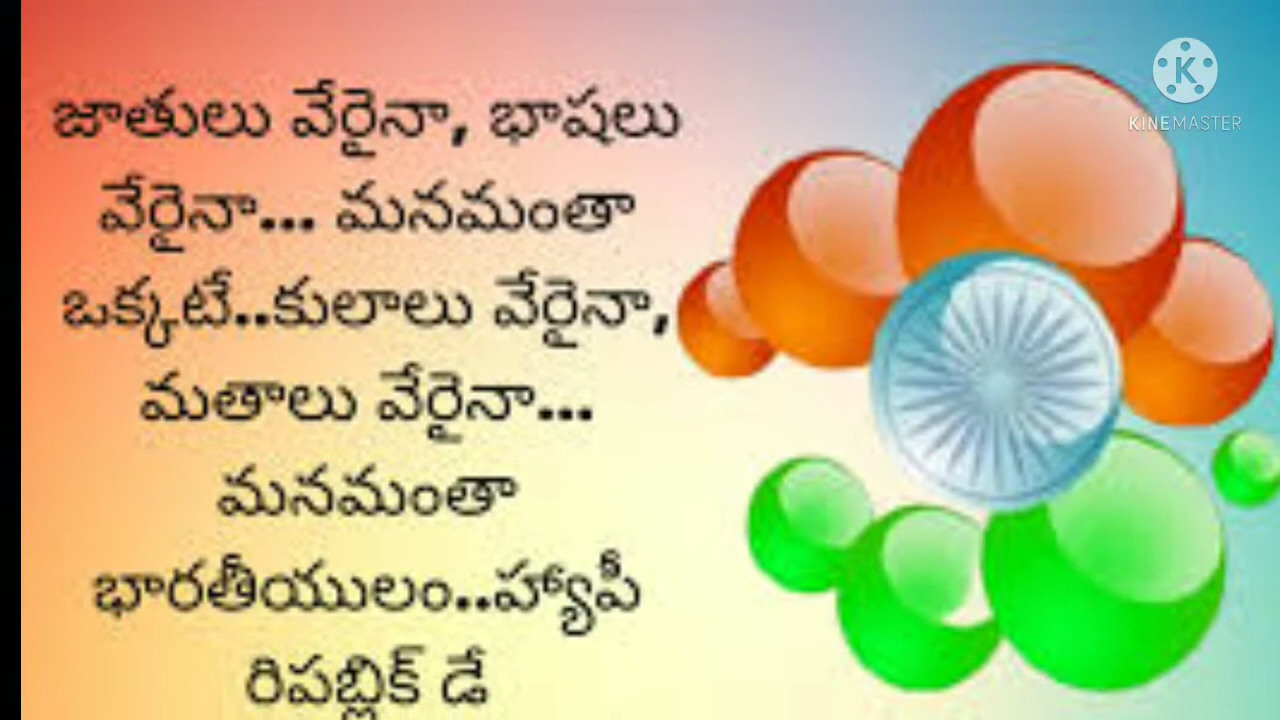 జాతులు వేరైనా, భాషలు
వేరైనా... మనమంతా
ఒక్కటే..కులాలు వేరైనా,
మతాలు వేరైనా...
మనమంతా
భారతీయులం..హ్యాపీ
రిపబ్లిక్ డే
K
KINEMASTER